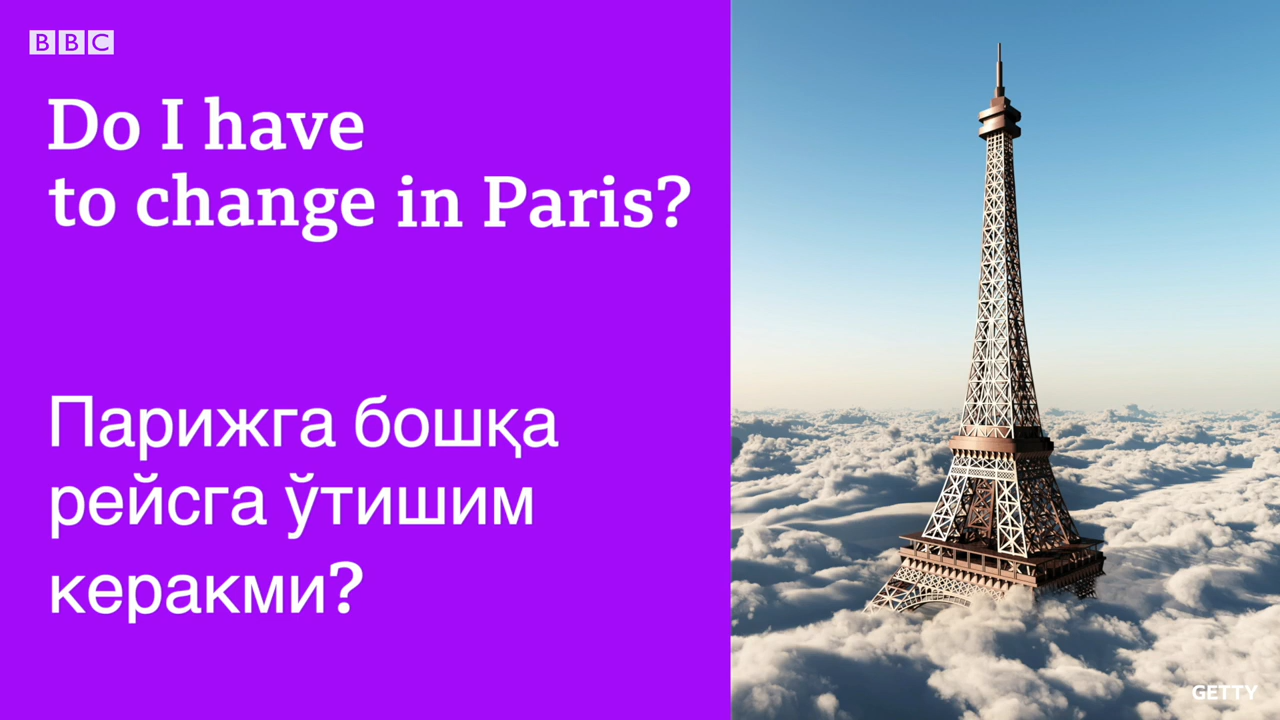 BBC
Do I have
to change in Paris?
Парижга бошқа
рейсга ўтишим
керакми?
GETTY